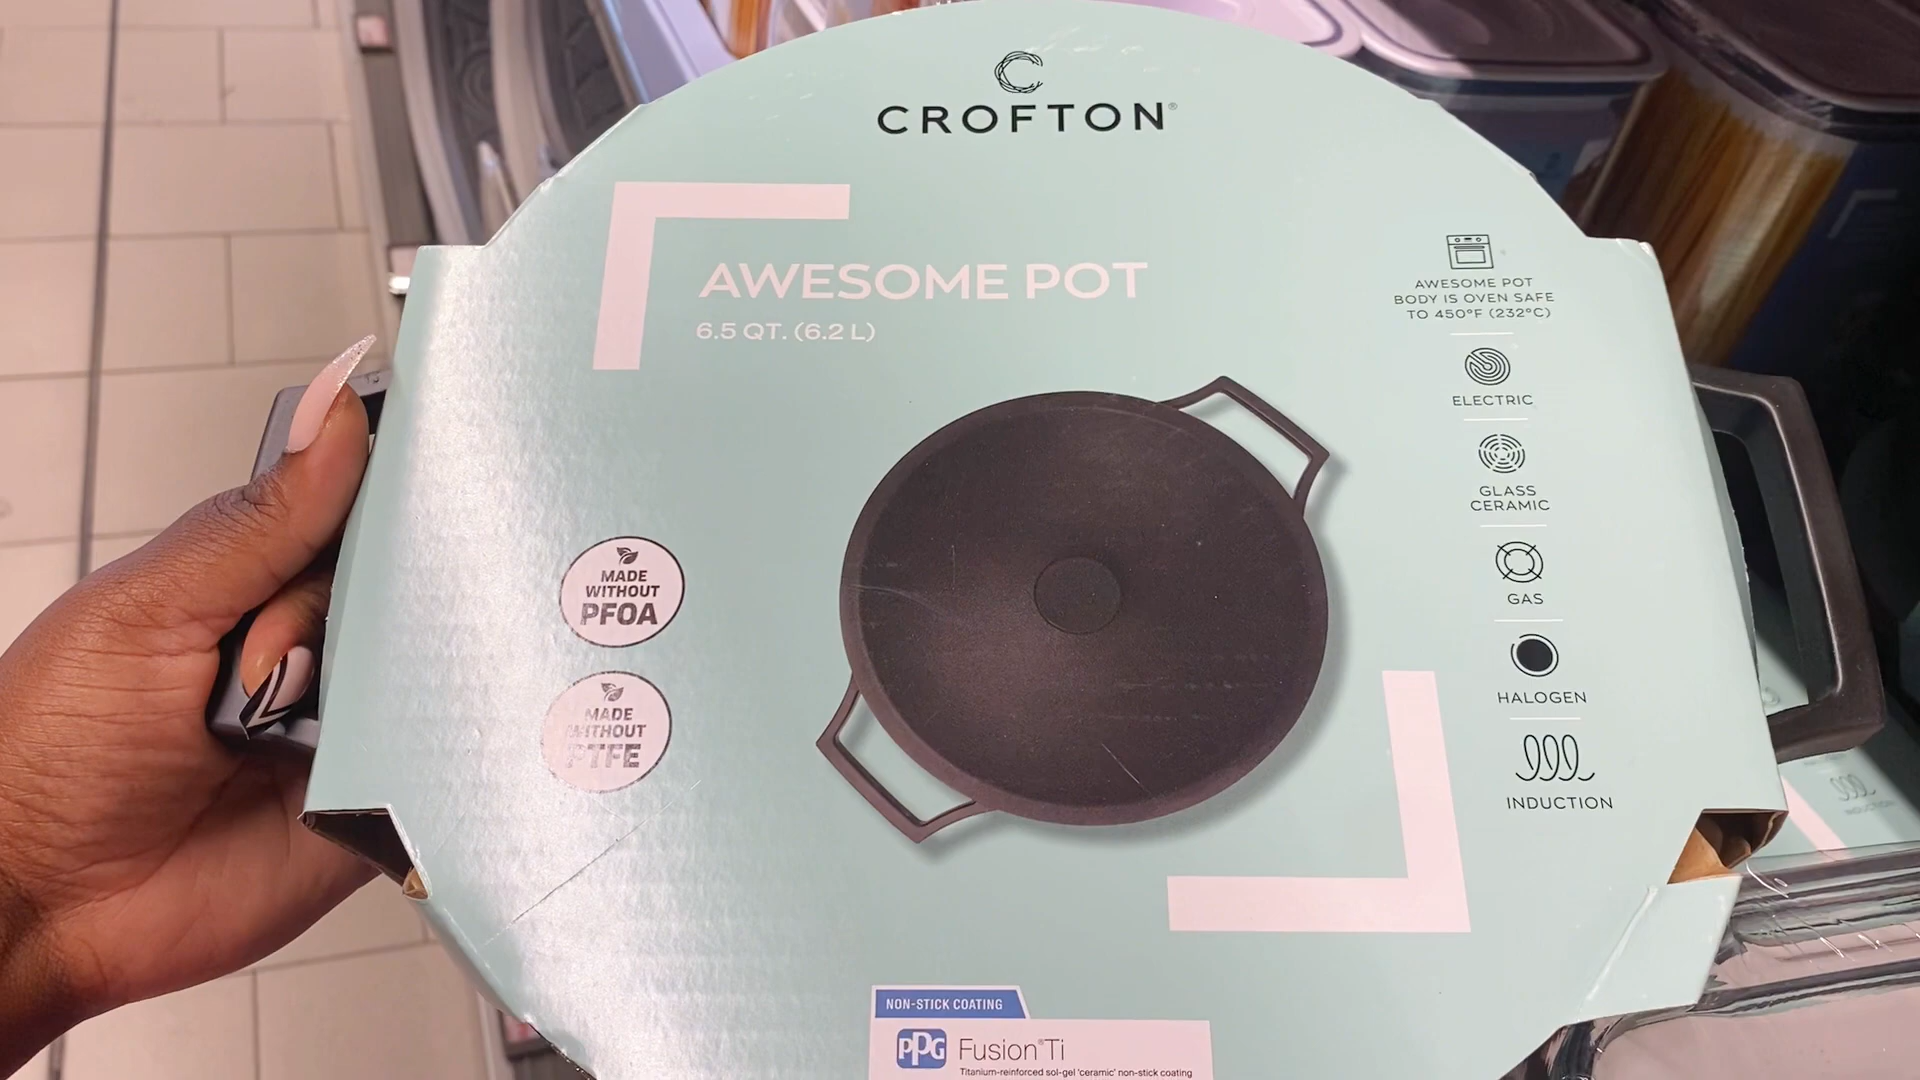 CROFTON®
AWESOME POT
6.5 QT. (6.2 L)
AWESOME POT
BODY IS OVEN SAFE
TO 450°F (232°C)
ELECTRIC
GLASS
CERAMIC
GAS
HALOGEN
INDUCTION
MADE
WITHOUT
PFOA
MADE
WITHOUT
PTFE
NON-STICK COATING
PPG Fusion®Ti
Titanium-reinforced sol-gel 'ceramic' non-stick coating
INDUCTION